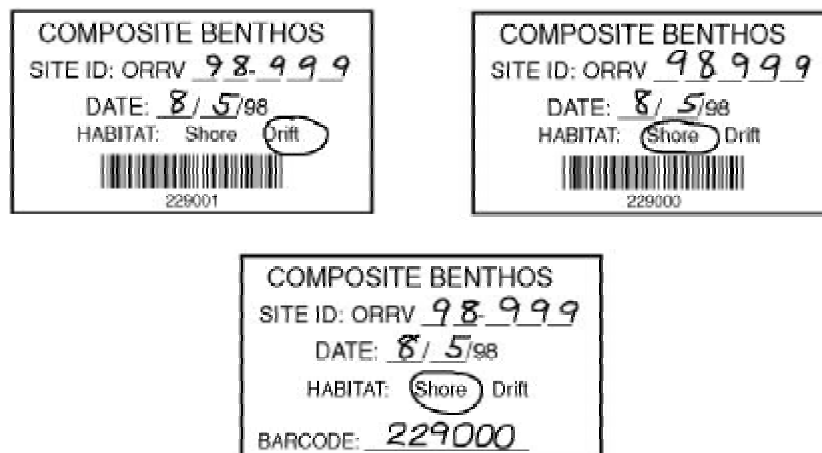 COMPOSITE BENTHOS
SITE ID: ORRV 98-999
DATE: 8/ 5/98
HABITAT: Shore Drift
229001
COMPOSITE BENTHOS
SITE ID: ORRV 98 999
DATE: 8/ 5/98
HABITAT: Shore Drift
229000
COMPOSITE BENTHOS
SITE ID: ORRV 98-999
DATE: 8/ 5/98
HABITAT: Shore Drift
BARCODE: 229000